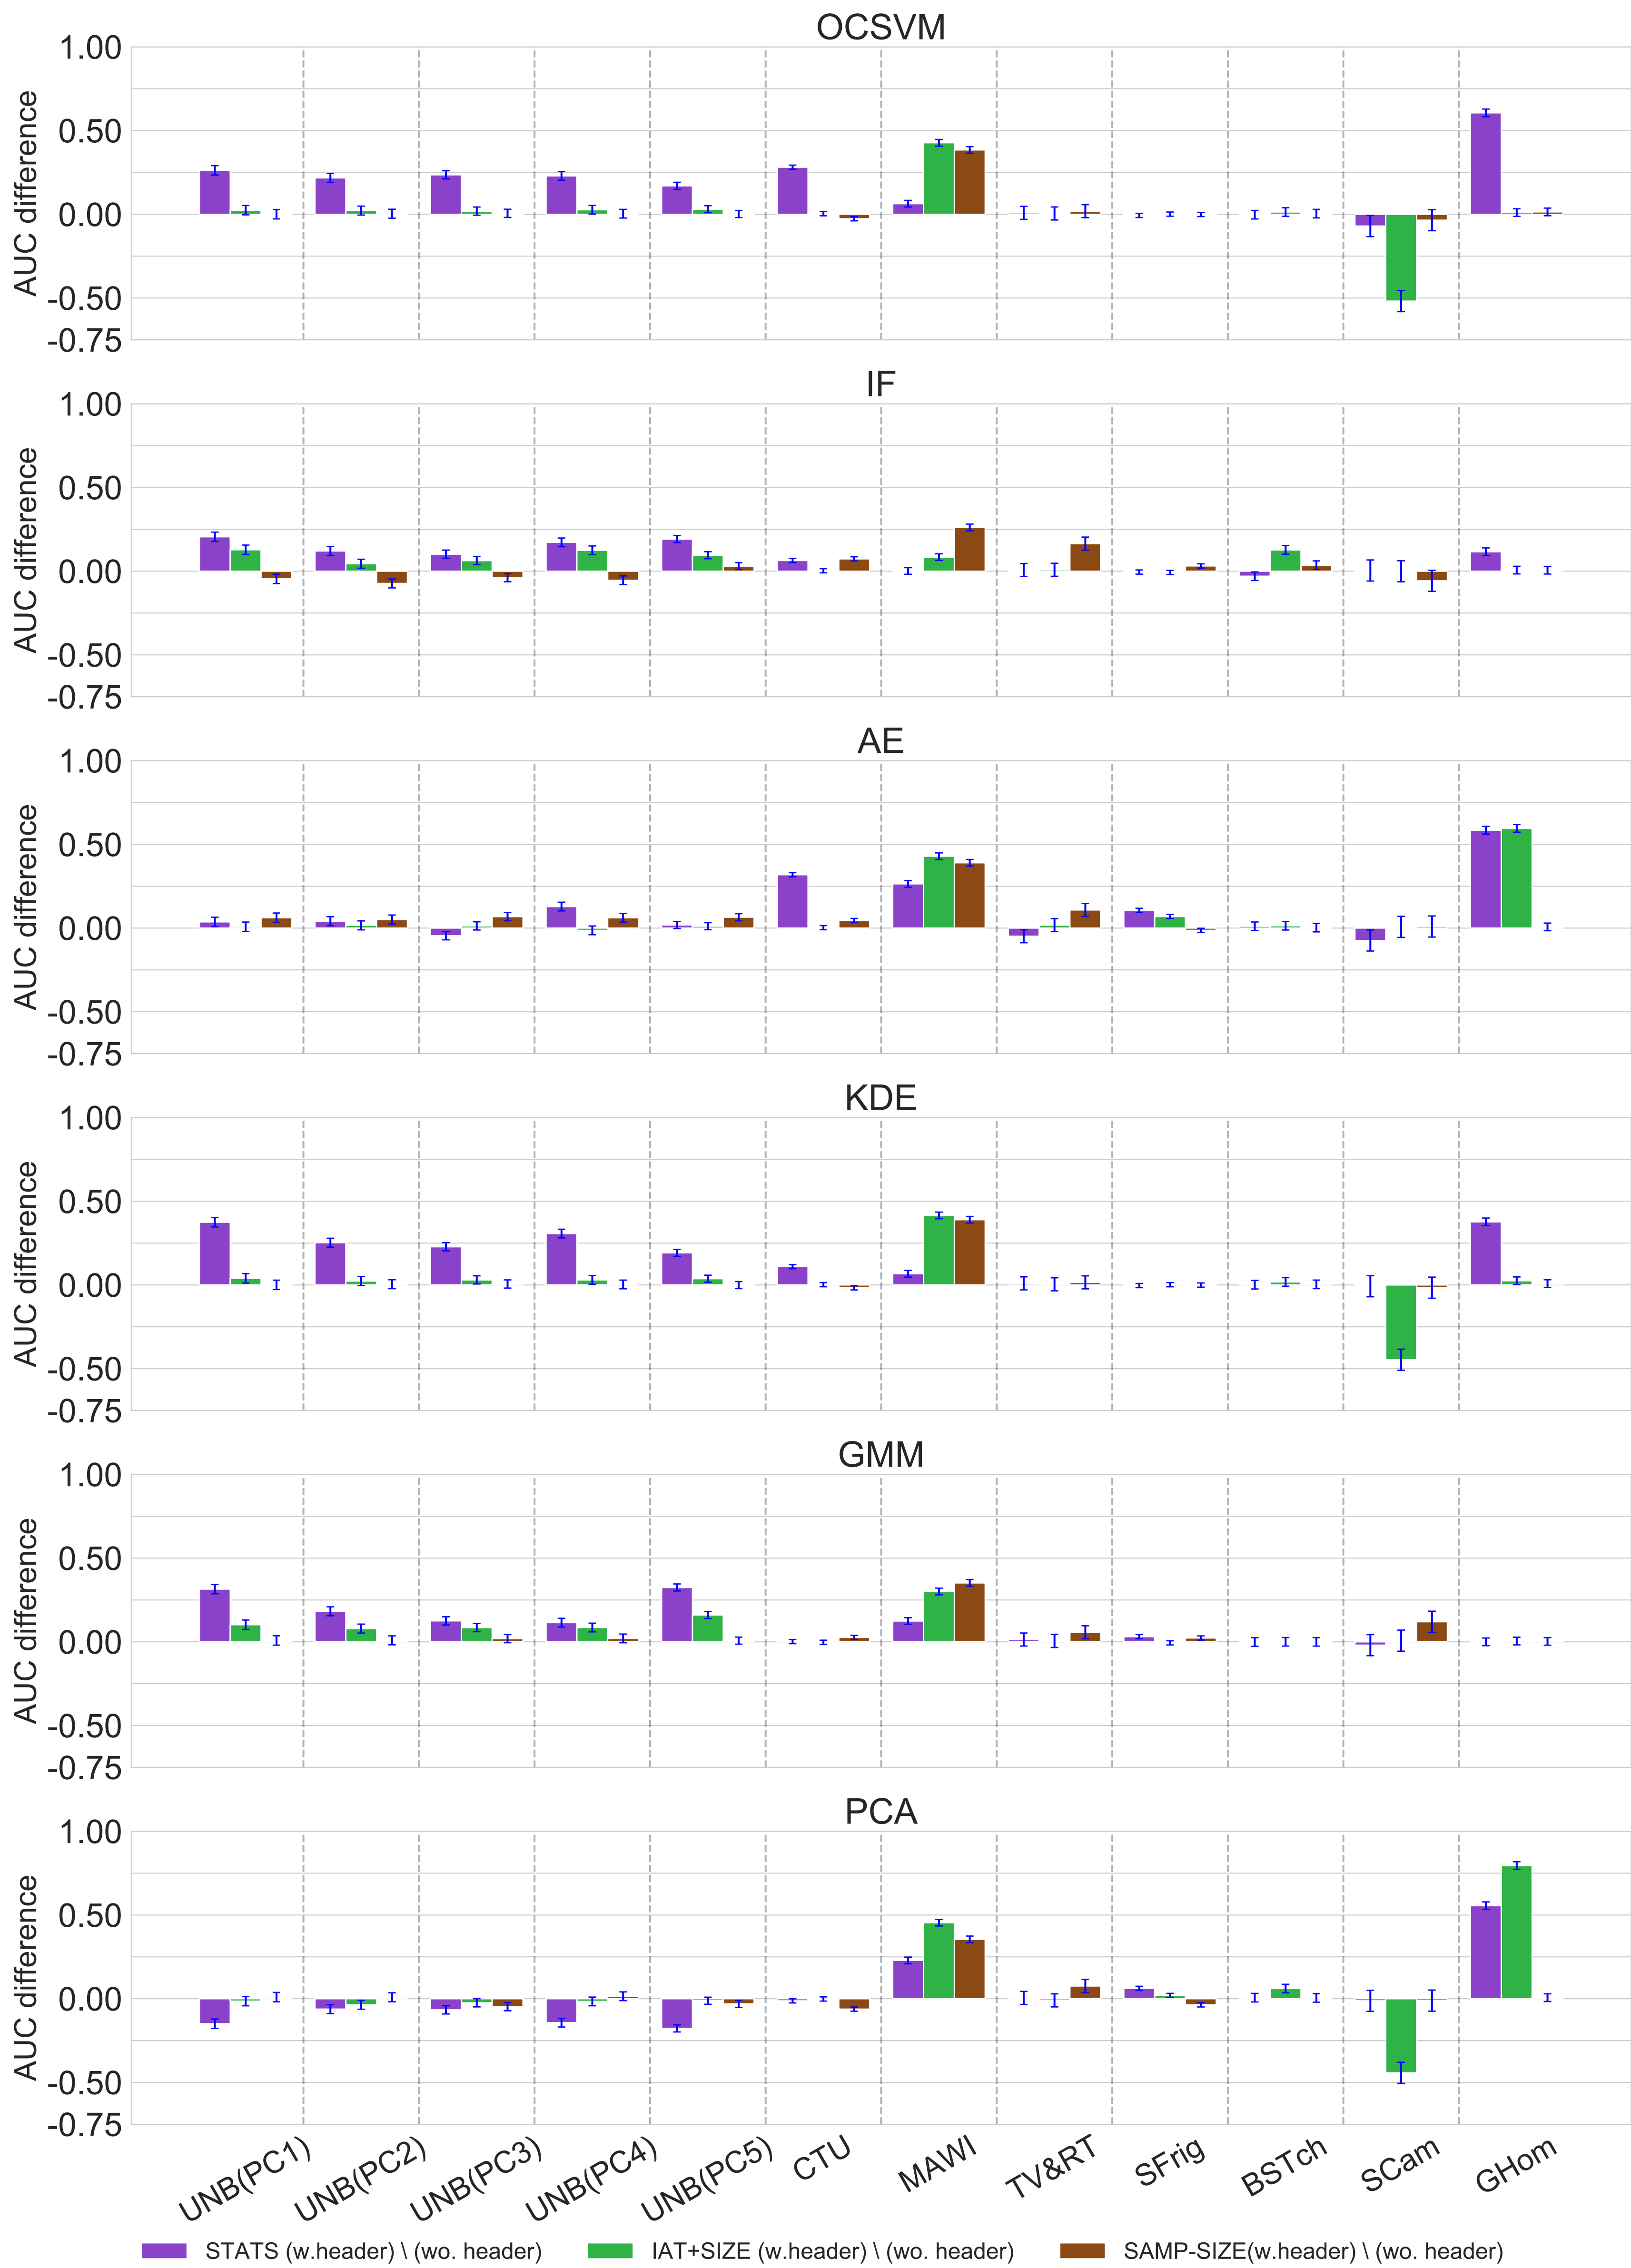 OCSVM
1.00
0.50
0.00
-0.50
-0.75
AUC difference
IF
1.00
0.50
0.00
-0.50
-0.75
AUC difference
AE
1.00
0.50
0.00
-0.50
-0.75
AUC difference
KDE
1.00
0.50
0.00
-0.50
-0.75
AUC difference
GMM
1.00
0.50
0.00
-0.50
-0.75
AUC difference
PCA
1.00
0.50
0.00
-0.50
-0.75
AUC difference
UNB(PC1) UNB(PC2) UNB(PC3) UNB(PC4) UNB(PC5) CTU MAWI TV&RT SFrig BSTch SCam GHom
STATS (w.header) \ (wo. header) IAT+SIZE (w.header) \ (wo. header) SAMP-SIZE(w.header) \ (wo. header)